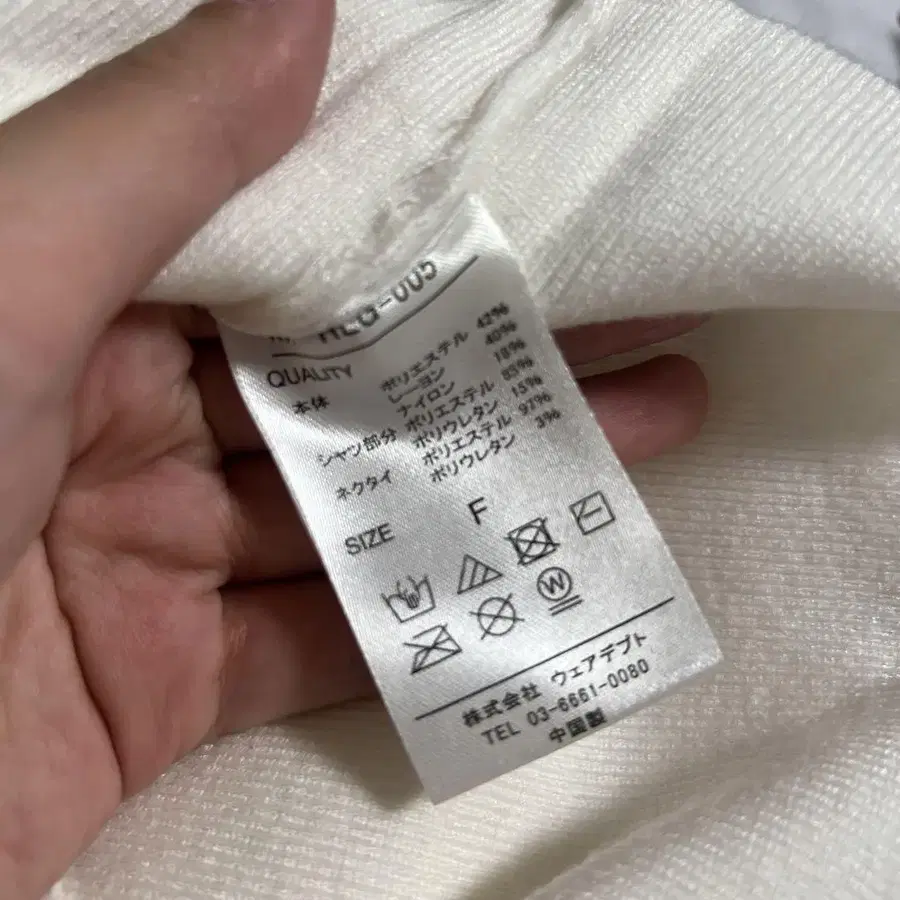 REG-005
QUALITY
本体 ポリエステル 42%
レーヨン 40%
ナイロン 18%
シャツ部分 ポリエステル 85%
ポリウレタン 15%
ネクタイ ポリエステル 97%
ポリウレタン 3%
SIZE F
W
株式会社 ウェアデプト
TEL 03-6661-0080
中国製